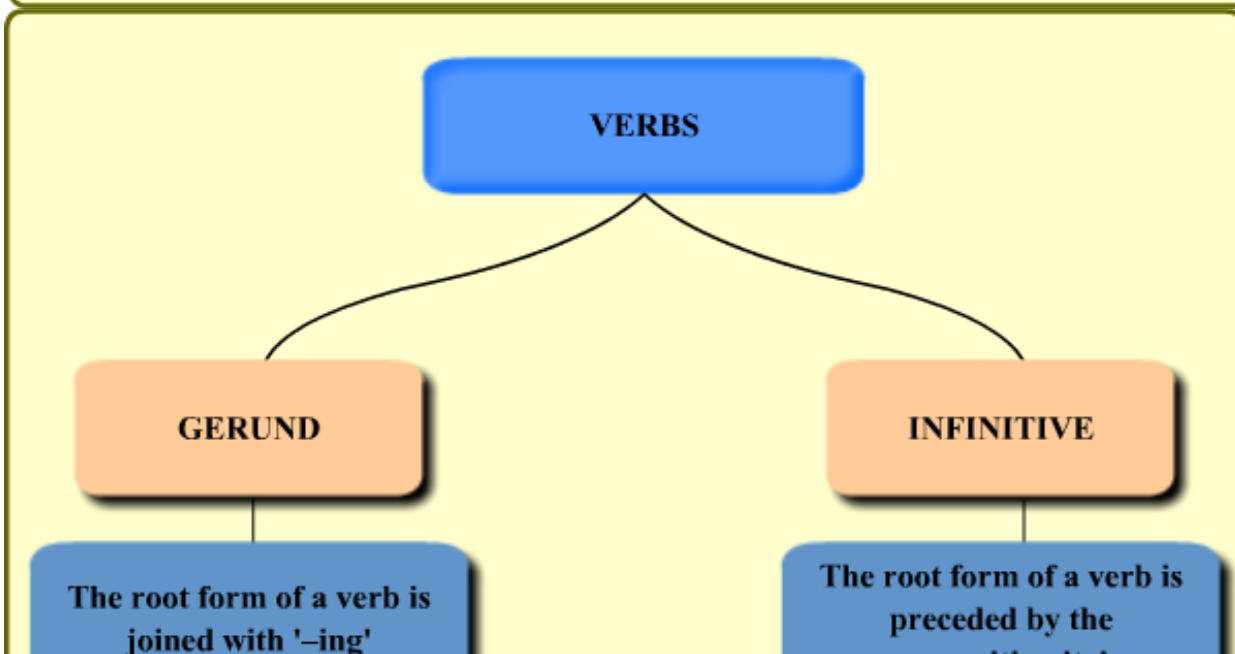 VERBS
GERUND
INFINITIVE
The root form of a verb is
joined with '–ing'
The root form of a verb is
preceded by the